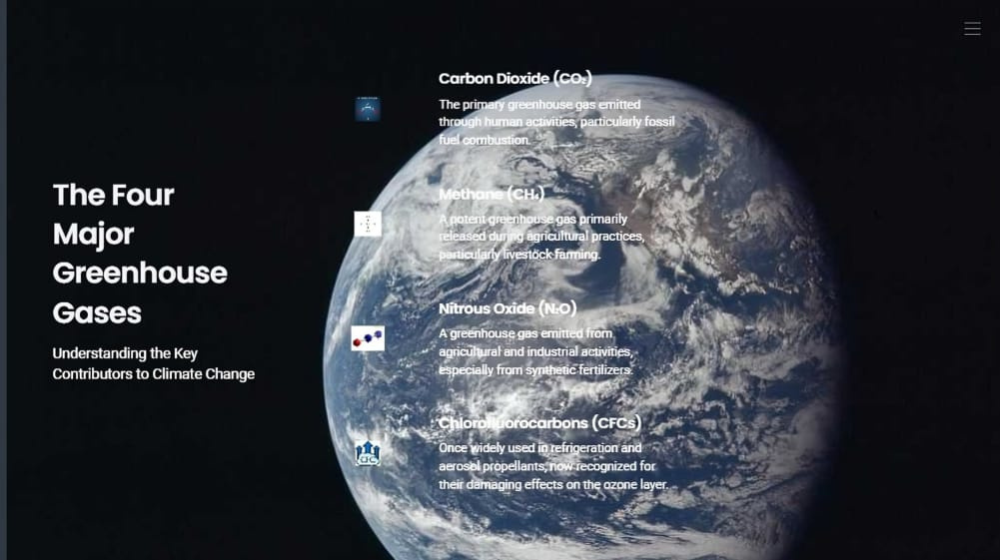 The Four
Major
Greenhouse
Gases
Understanding the Key
Contributors to Climate Change
Carbon Dioxide (CO₂)
The primary greenhouse gas emitted
through human activities, particularly fossil
fuel combustion.
Methane (CH₄)
A potent greenhouse gas primarily
released during agricultural practices,
particularly livestock farming.
Nitrous Oxide (N₂O)
A greenhouse gas emitted from
agricultural and industrial activities,
especially from synthetic fertilizers.
Chlorofluorocarbons (CFCs)
Once widely used in refrigeration and
aerosol propellants, now recognized for
their damaging effects on the ozone layer.